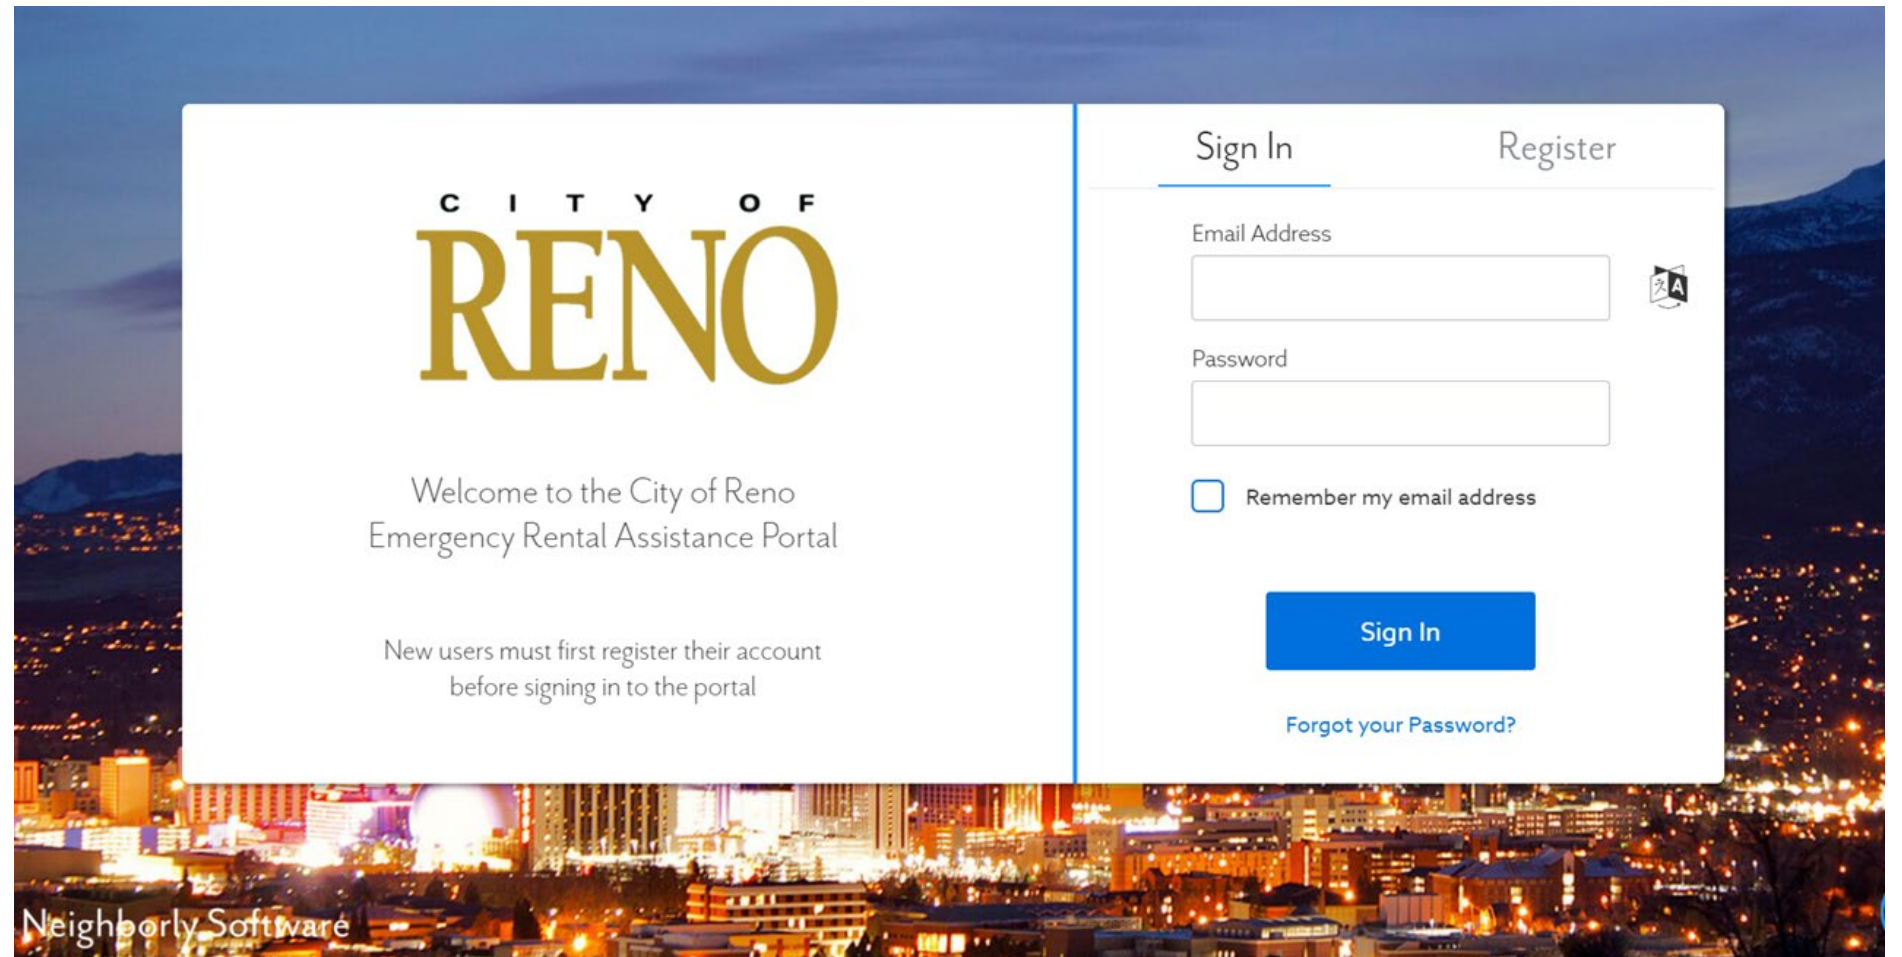 CITY OF
RENO
Welcome to the City of Reno
Emergency Rental Assistance Portal
New users must first register their account
before signing in to the portal
Sign In
Register
Email Address
Password
Remember my email address
Sign In
Forgot your Password?
Neighborly Software